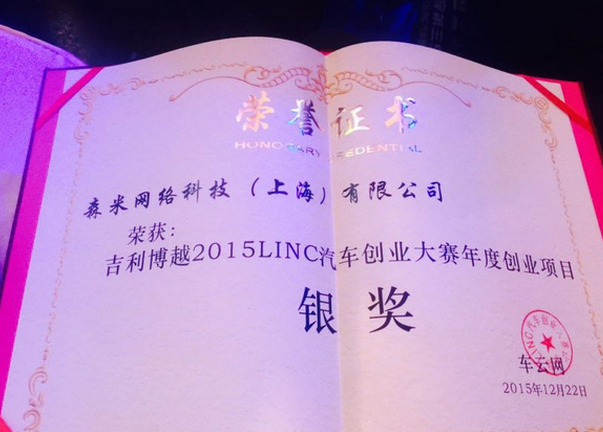 荣誉证书
HONORARY CREDENTIAL
森米网络科技（上海）有限公司
荣获：
吉利博越2015LINC汽车创业大赛年度创业项目
银奖
车云网
2015年12月22日